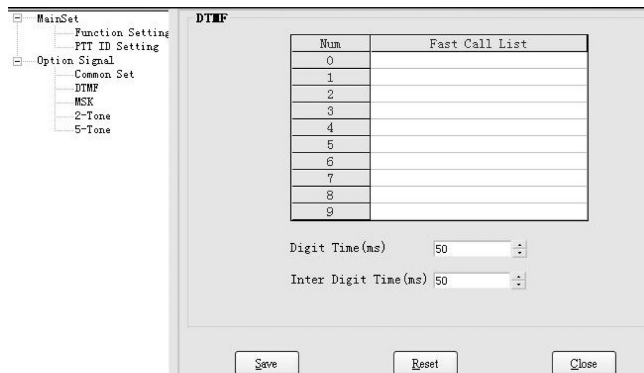 MainSet
Function Setting
PTT ID Setting
Option Signal
Common Set
DTMF
MSK
2-Tone
5-Tone
DTMF
Num Fast Call List
0
1
2
3
4
5
6
7
8
9
Digit Time(ms) 50
Inter Digit Time(ms) 50
Save Reset Close